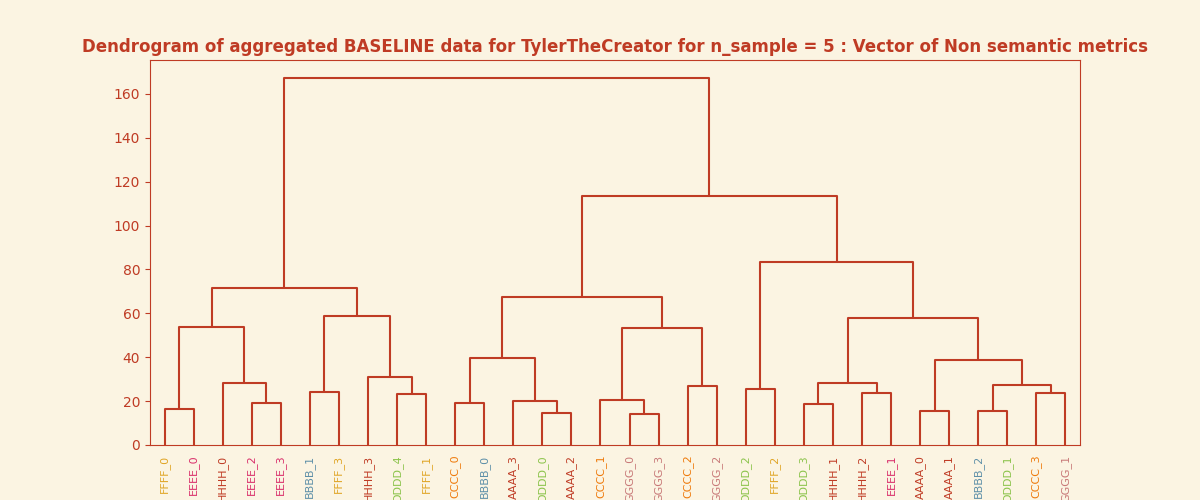 Dendrogram of aggregated BASELINE data for TylerTheCreator for n_sample = 5 : Vector of Non semantic metrics
160
140
120
100
80
60
40
20
0
FFFF_0
EEEE_0
HHHH_0
EEEE_2
EEEE_3
BBBB_1
FFFF_3
HHHH_3
DDDD_4
FFFF_1
CCCC_0
BBBB_0
AAAA_3
DDDD_0
AAAA_2
CCCC_1
GGGG_0
GGGG_3
CCCC_2
GGGG_2
DDDD_2
FFFF_2
DDDD_3
HHHH_1
HHHH_2
EEEE_1
AAAA_0
AAAA_1
BBBB_2
DDDD_1
CCCC_3
GGGG_1